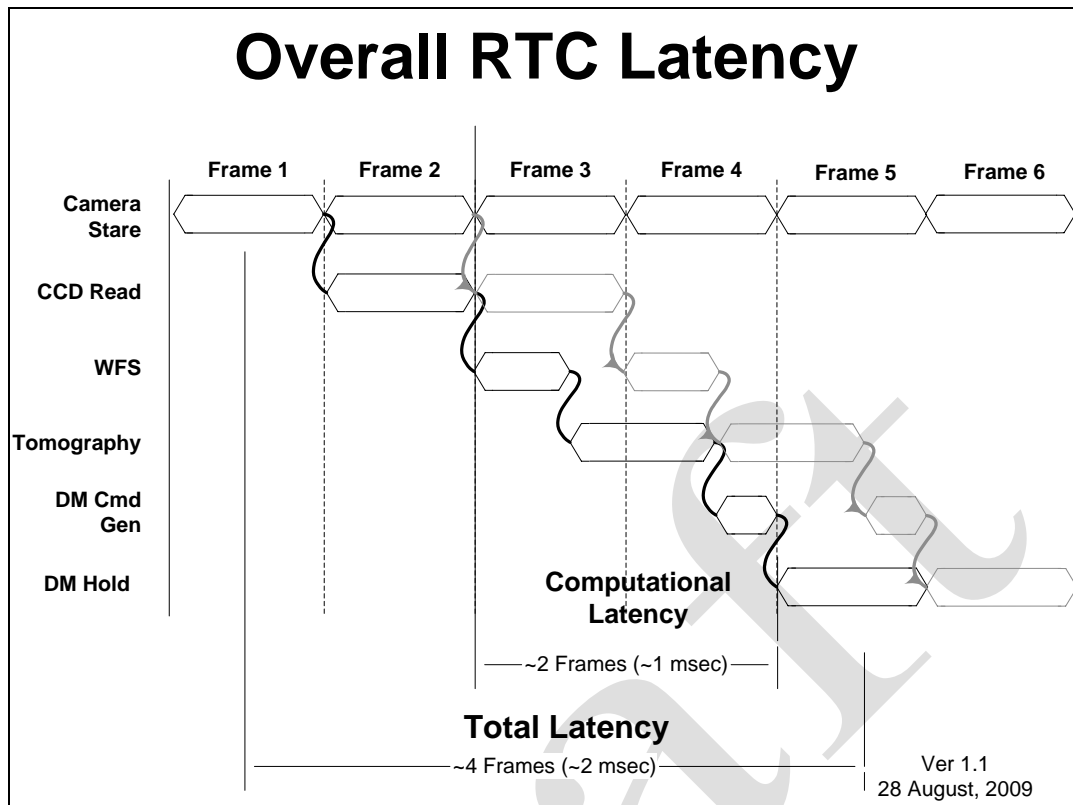 Overall RTC Latency
Frame 1 Frame 2 Frame 3 Frame 4 Frame 5 Frame 6
Camera
Stare
CCD Read
WFS
Tomography
DM Cmd
Gen
DM Hold
Computational
Latency
~2 Frames (~1 msec)
Total Latency
~4 Frames (~2 msec)
Ver 1.1
28 August, 2009
aft